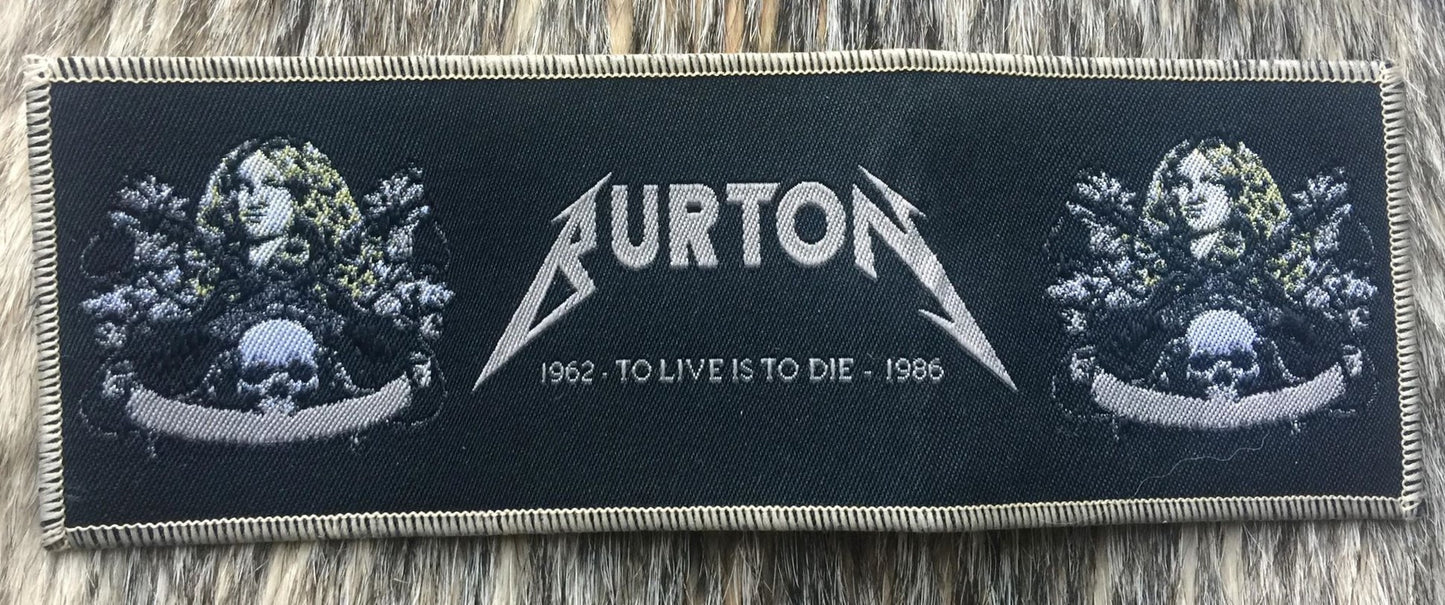 BURTON
1962 - TO LIVE IS TO DIE - 1986